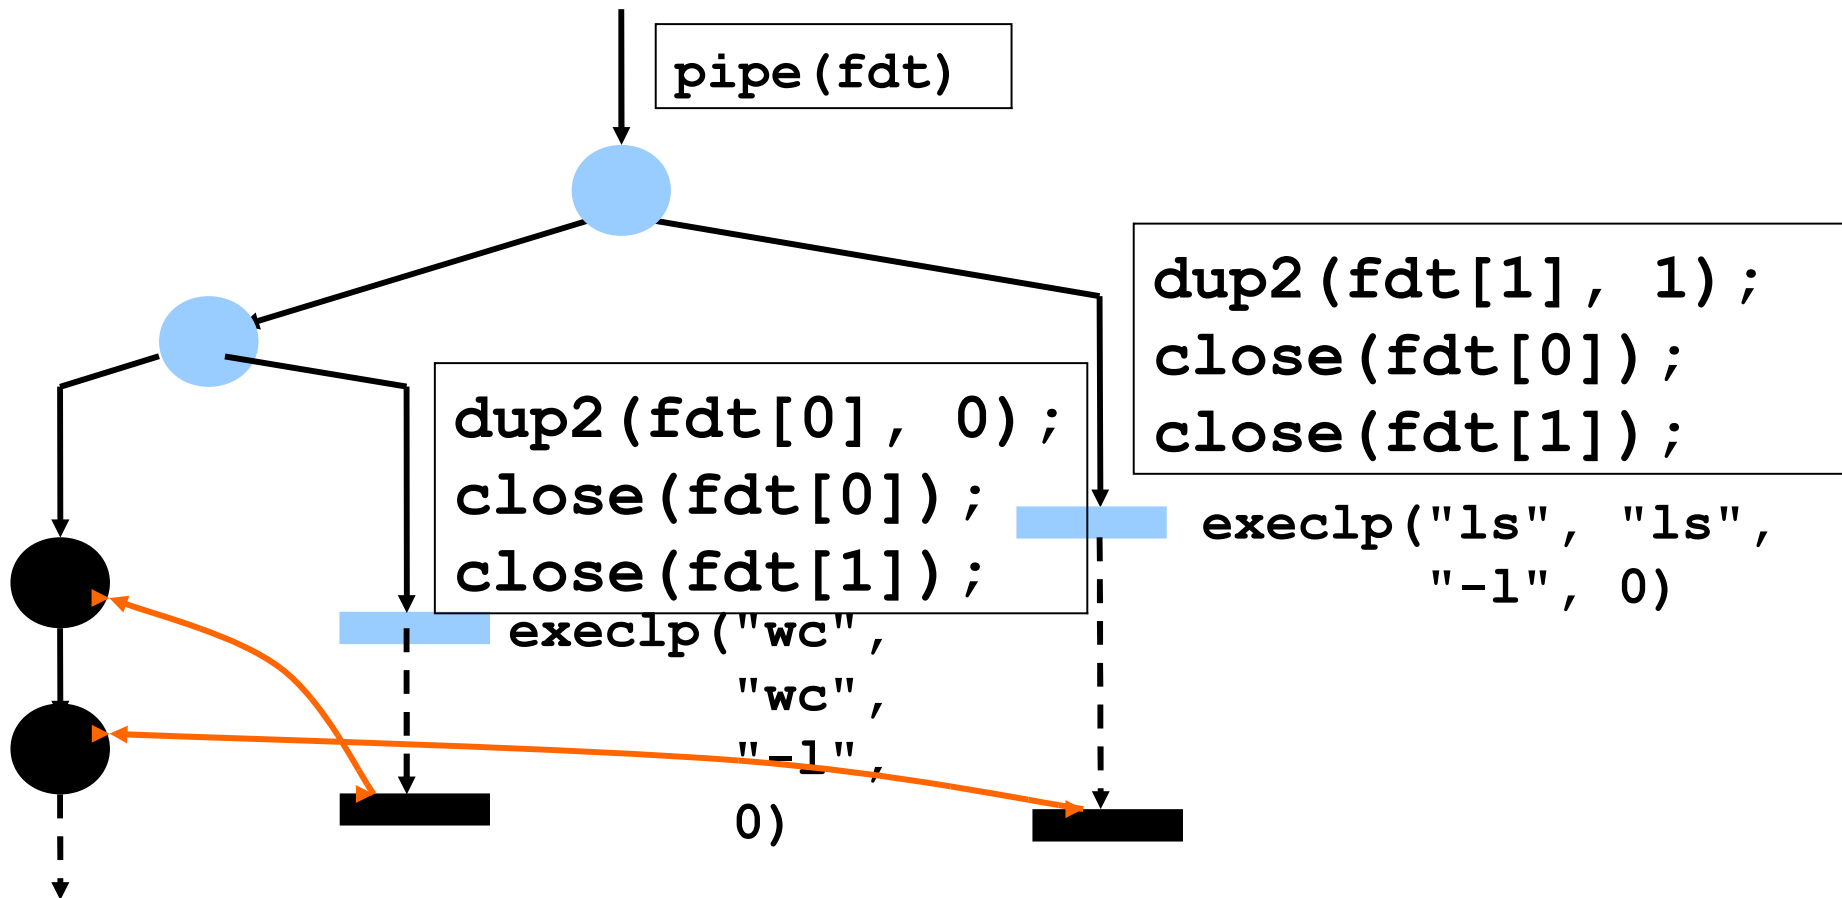 pipe(fdt)
dup2(fdt[1], 1);
close(fdt[0]);
close(fdt[1]);
dup2(fdt[0], 0);
close(fdt[0]);
close(fdt[1]);
execlp("ls", "ls",
"-l", 0)
execlp("wc",
"wc",
"-l",
0)